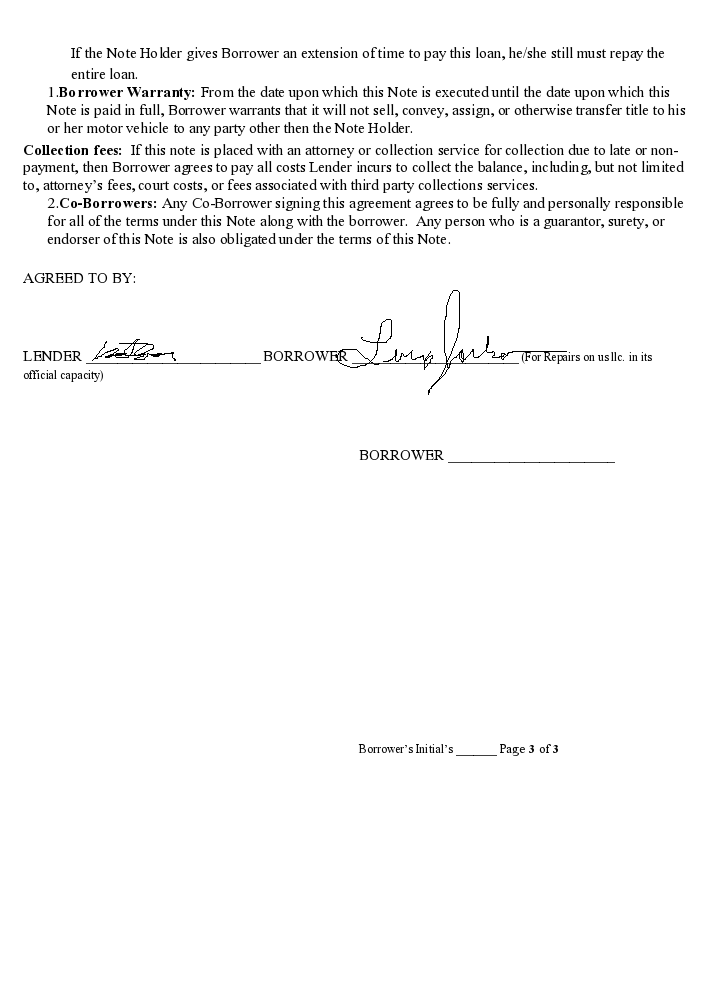 If the Note Holder gives Borrower an extension of time to pay this loan, he/she still must repay the
entire loan.
1.Borrower Warranty: From the date upon which this Note is executed until the date upon which this
Note is paid in full, Borrower warrants that it will not sell, convey, assign, or otherwise transfer title to his
or her motor vehicle to any party other then the Note Holder.
Collection fees: If this note is placed with an attorney or collection service for collection due to late or non-
payment, then Borrower agrees to pay all costs Lender incurs to collect the balance, including, but not limited
to, attorney's fees, court costs, or fees associated with third party collections services.
2.Co-Borrowers: Any Co-Borrower signing this agreement agrees to be fully and personally responsible
for all of the terms under this Note along with the borrower. Any person who is a guarantor, surety, or
endorser of this Note is also obligated under the terms of this Note.
AGREED TO BY:
LENDER ________________________ BORROWER ________________________ (For Repairs on us llc. in its
official capacity)
BORROWER ________________________
Borrower's Initial's ______ Page 3 of 3